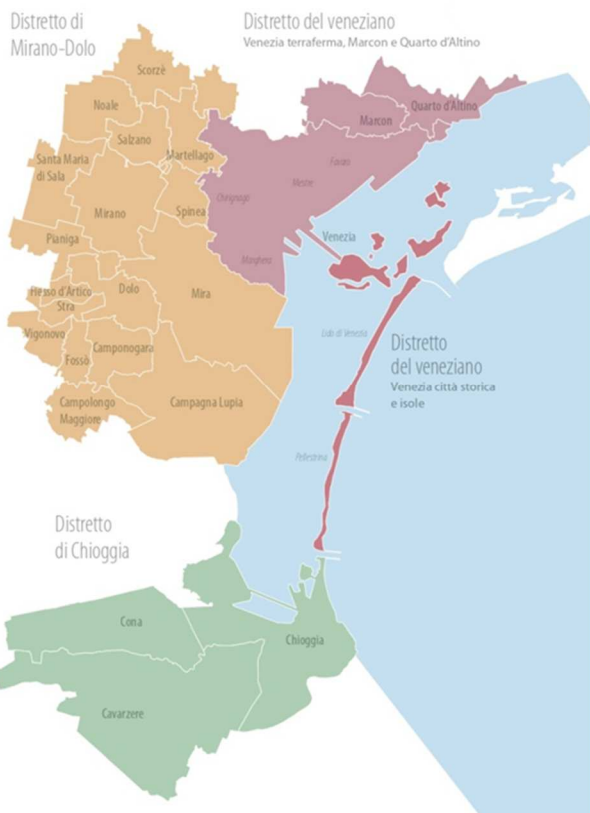 Distretto di
Mirano-Dolo
Distretto del veneziano
Venezia terraferma, Marcon e Quarto d'Altino
Scorzè
Noale
Quarto d'Altino
Marcon
Salzano
Martellago
Santa Maria
di Sala
Favaro
Mestre
Chirignago
Mirano
Spinea
Pianiga
Venezia
Marghera
Fiesso d'Artico
Dolo
Mira
Stra
Vigonovo
Lido di Venezia
Distretto
del veneziano
Venezia città storica
e isole
Camponogara
Fossò
Campolongo
Maggiore
Campagna Lupia
Pellestrina
Distretto
di Chioggia
Cona
Chioggia
Cavarzere